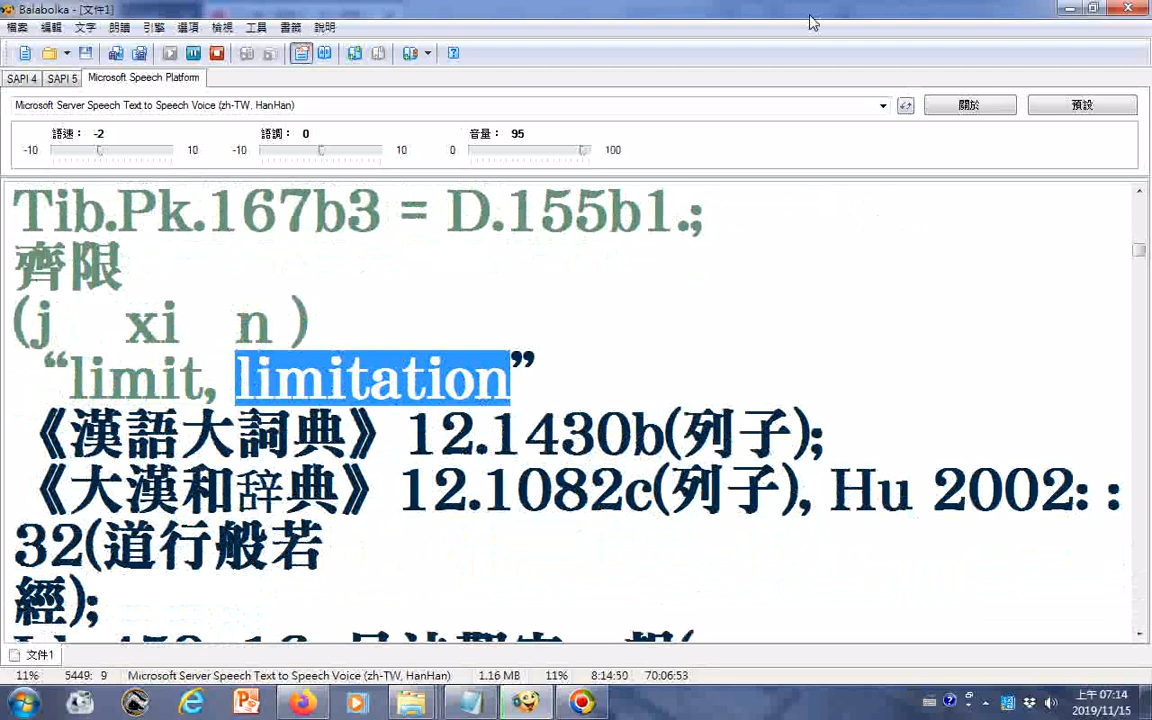 Balabolka - [文件1]
檔案 編輯 文字 朗讀 引擎 選項 檢視 工具 書籤 說明
SAPI 4 SAPI 5 Microsoft Speech Platform
Microsoft Server Speech Text to Speech Voice (zh-TW, HanHan) 關於 預設
語速： -2 語調： 0 音量： 95
-10 10 -10 10 0 100
Tib.Pk.167b3 = D.155b1.;
齊限
(j xi n )
“limit, limitation”
《漢語大詞典》12.1430b(列子);
《大漢和辞典》12.1082c(列子), Hu 2002: :
32(道行般若
經);
文件1
11% 5449: 9 Microsoft Server Speech Text to Speech Voice (zh-TW, HanHan) 1.16 MB 11% 8:14:50 70:06:53
上午 07:14
2019/11/15